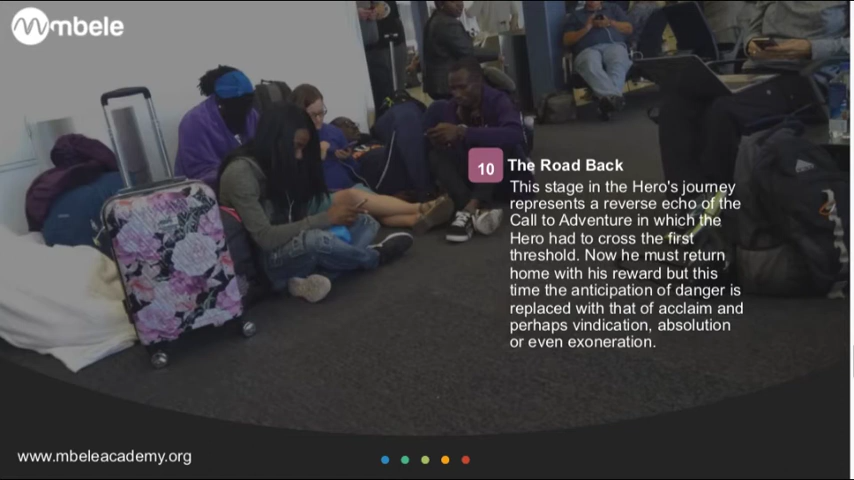 mbele
10 The Road Back
This stage in the Hero's journey
represents a reverse echo of the
Call to Adventure in which the
Hero had to cross the first
threshold. Now he must return
home with his reward but this
time the anticipation of danger is
replaced with that of acclaim and
perhaps vindication, absolution
or even exoneration.
www.mbeleacademy.org